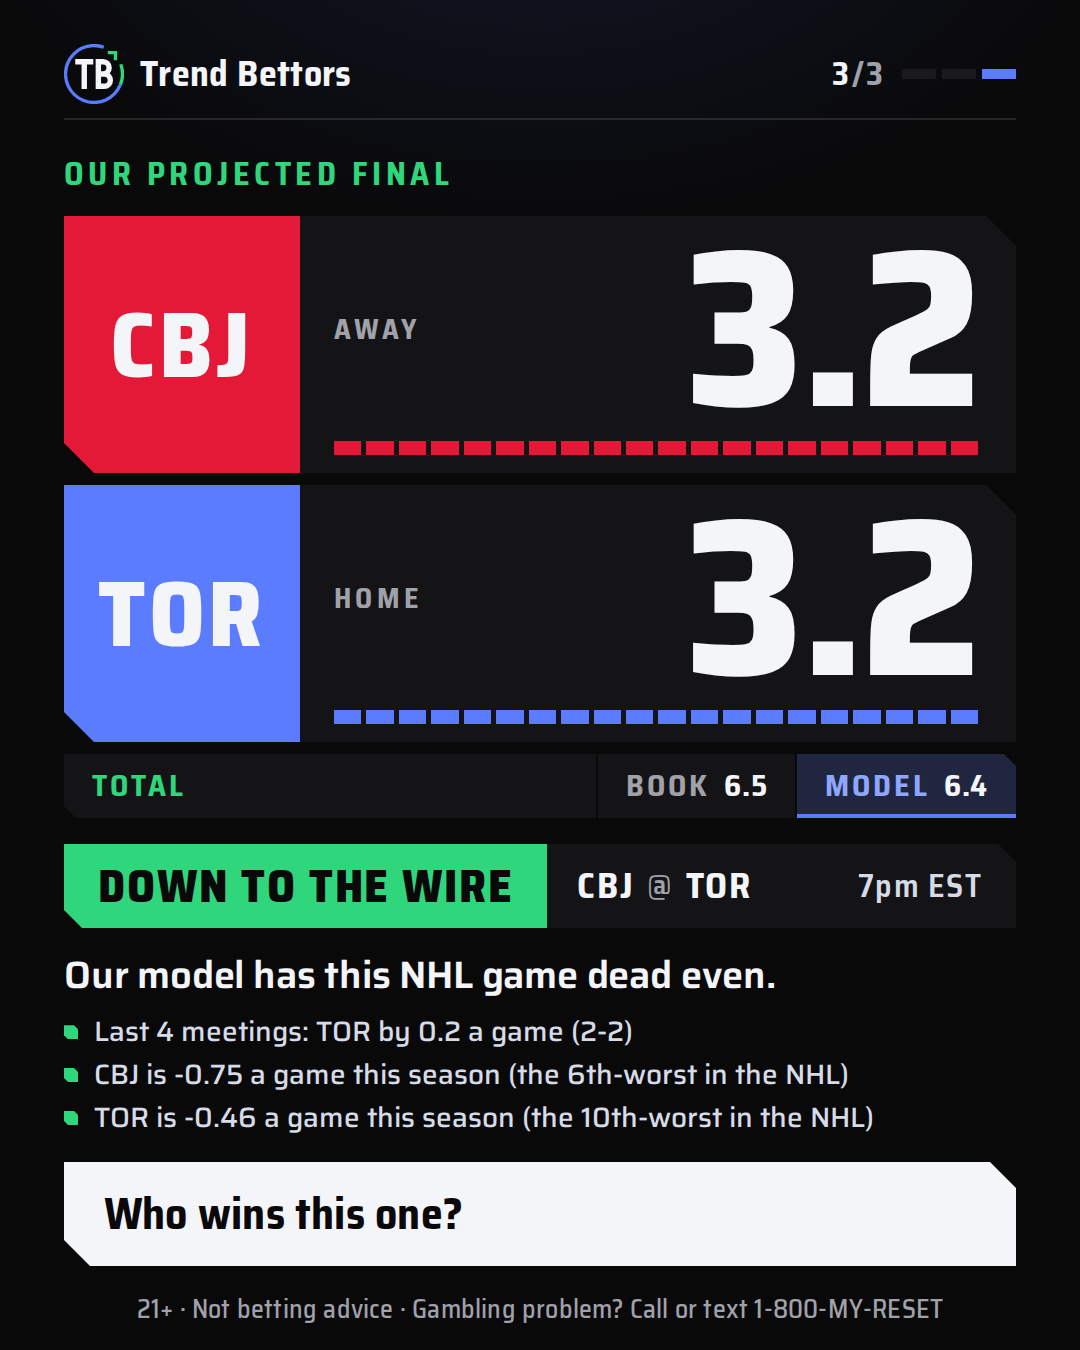 TB Trend Bettors 3/3
OUR PROJECTED FINAL
CBJ AWAY 3.2
TOR HOME 3.2
TOTAL BOOK 6.5 MODEL 6.4
DOWN TO THE WIRE CBJ @ TOR 7pm EST
Our model has this NHL game dead even.
Last 4 meetings: TOR by 0.2 a game (2-2)
CBJ is -0.75 a game this season (the 6th-worst in the NHL)
TOR is -0.46 a game this season (the 10th-worst in the NHL)
Who wins this one?
21+ · Not betting advice · Gambling problem? Call or text 1-800-MY-RESET